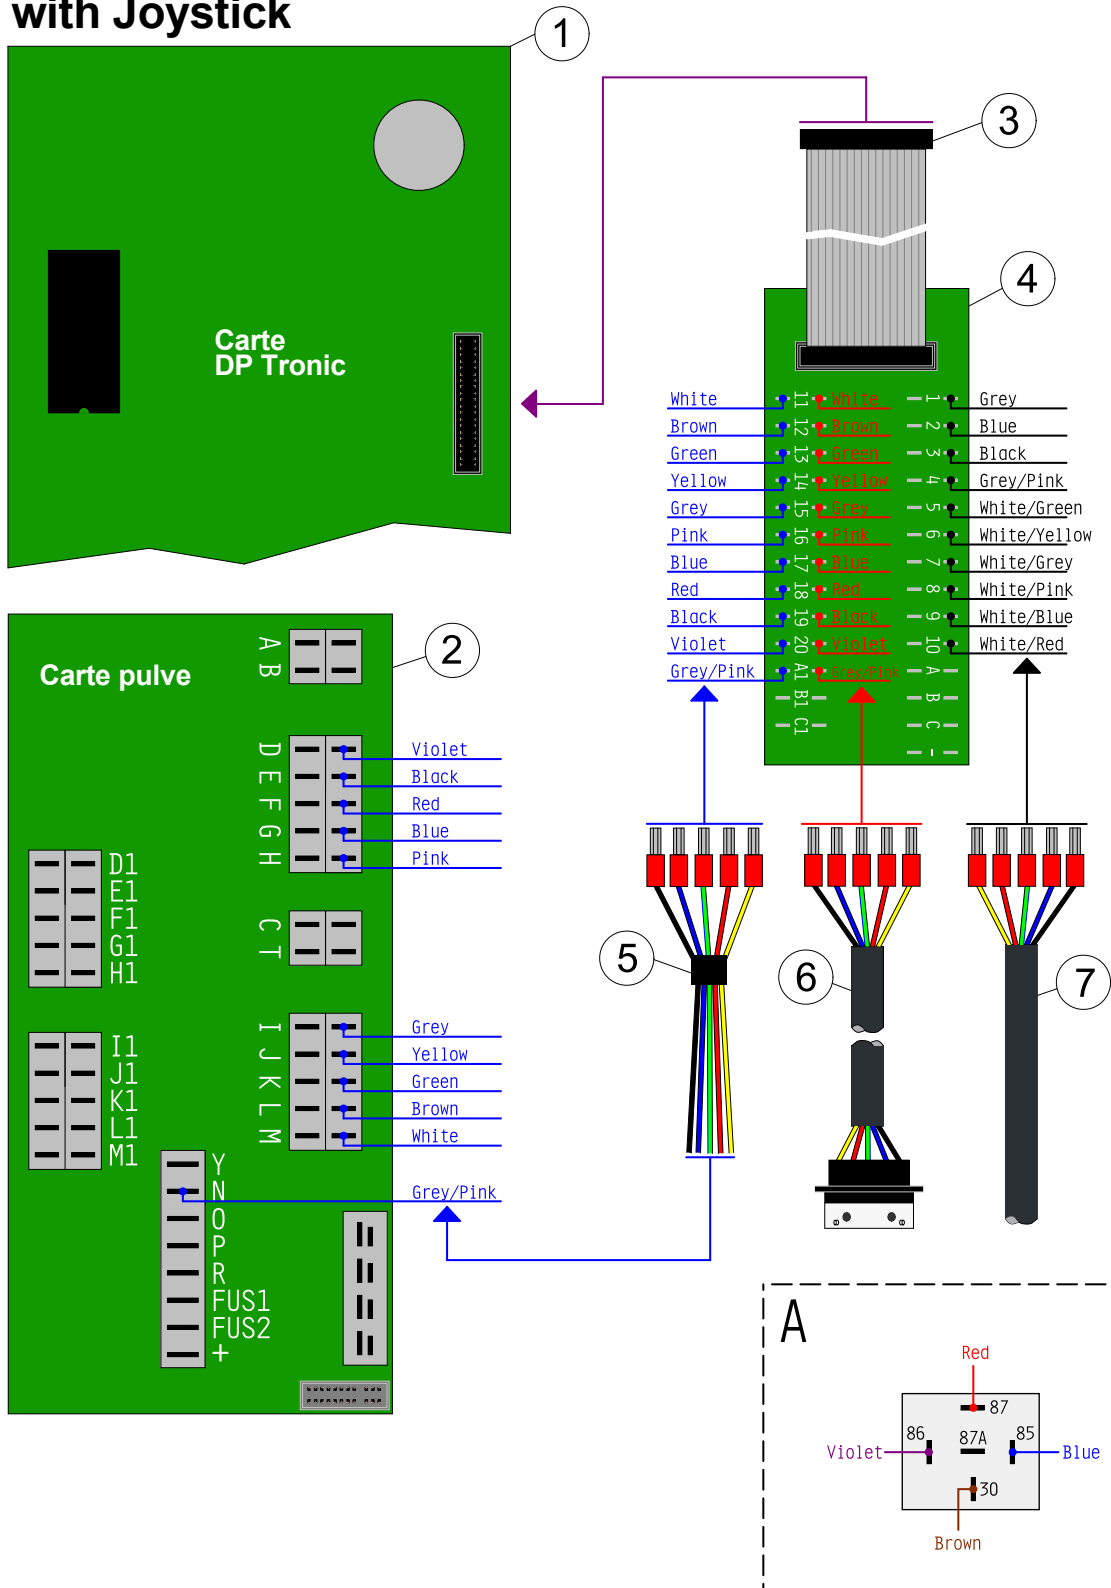 with Joystick
1
3
4
Carte
DP Tronic
White 11 White 1 Grey
Brown 12 Brown 2 Blue
Green 13 Green 3 Black
Yellow 14 Yellow 4 Grey/Pink
Grey 15 Grey 5 White/Green
Pink 16 Pink 6 White/Yellow
Blue 17 Blue 7 White/Grey
Red 18 Red 8 White/Pink
Black 19 Black 9 White/Blue
Violet 20 Violet 10 White/Red
Grey/Pink A1 Grey/Pink A
B1 B
C1 C
-
2
Carte pulve
A
B
D Violet
E Black
F Red
G Blue
H Pink
D1
E1
F1
G1
H1
C
T
I Grey
J Yellow
K Green
L Brown
M White
I1
J1
K1
L1
M1
Y
N Grey/Pink
O
P
R
FUS1
FUS2
+
5
6
7
A
Red
87
86 87A 85
Violet Blue
30
Brown